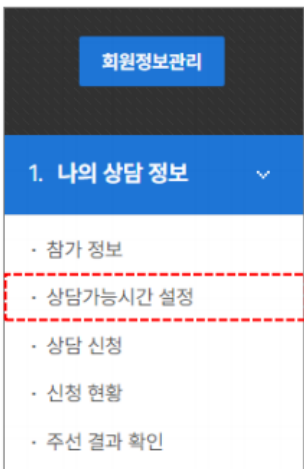 회원정보관리
1. 나의 상담 정보
· 참가 정보
· 상담가능시간 설정
· 상담 신청
· 신청 현황
· 주선 결과 확인